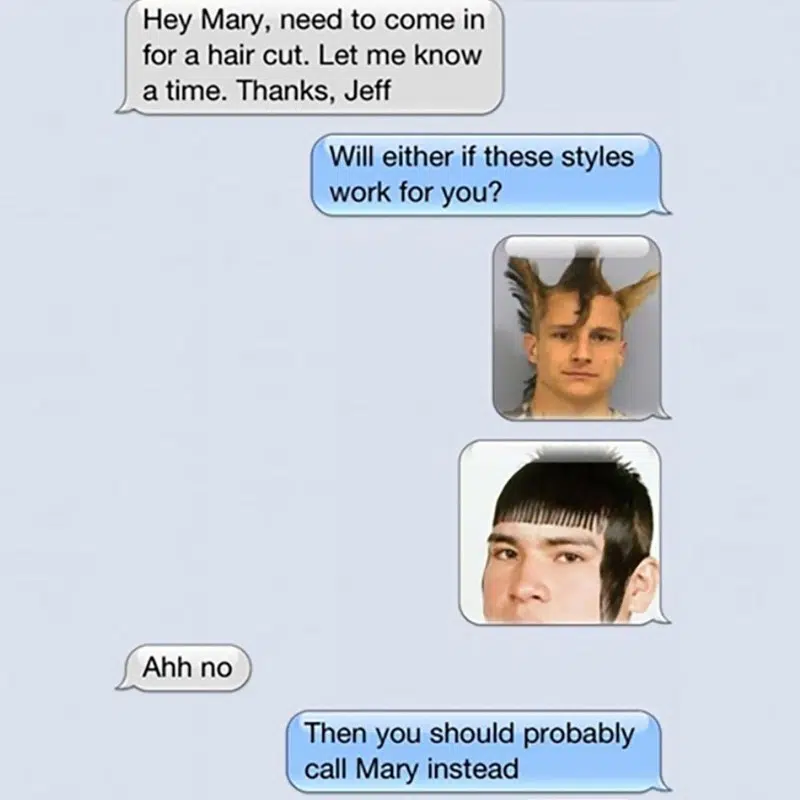 Hey Mary, need to come in
for a hair cut. Let me know
a time. Thanks, Jeff
Will either if these styles
work for you?
Ahh no
Then you should probably
call Mary instead